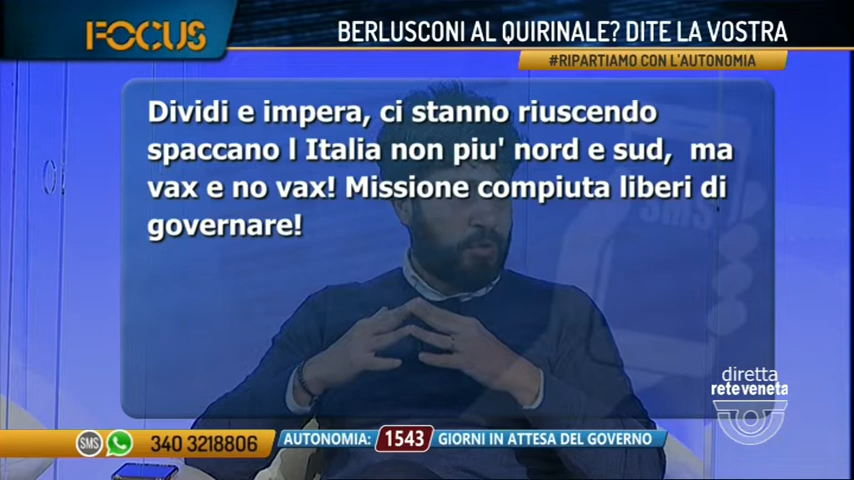 FOCUS
BERLUSCONI AL QUIRINALE? DITE LA VOSTRA
#RIPARTIAMO CON L'AUTONOMIA
Dividi e impera, ci stanno riuscendo
spaccano l Italia non piu' nord e sud, ma
vax e no vax! Missione compiuta liberi di
governare!
SMS
diretta
reteveneta
SMS 340 3218806
AUTONOMIA: 1543 GIORNI IN ATTESA DEL GOVERNO